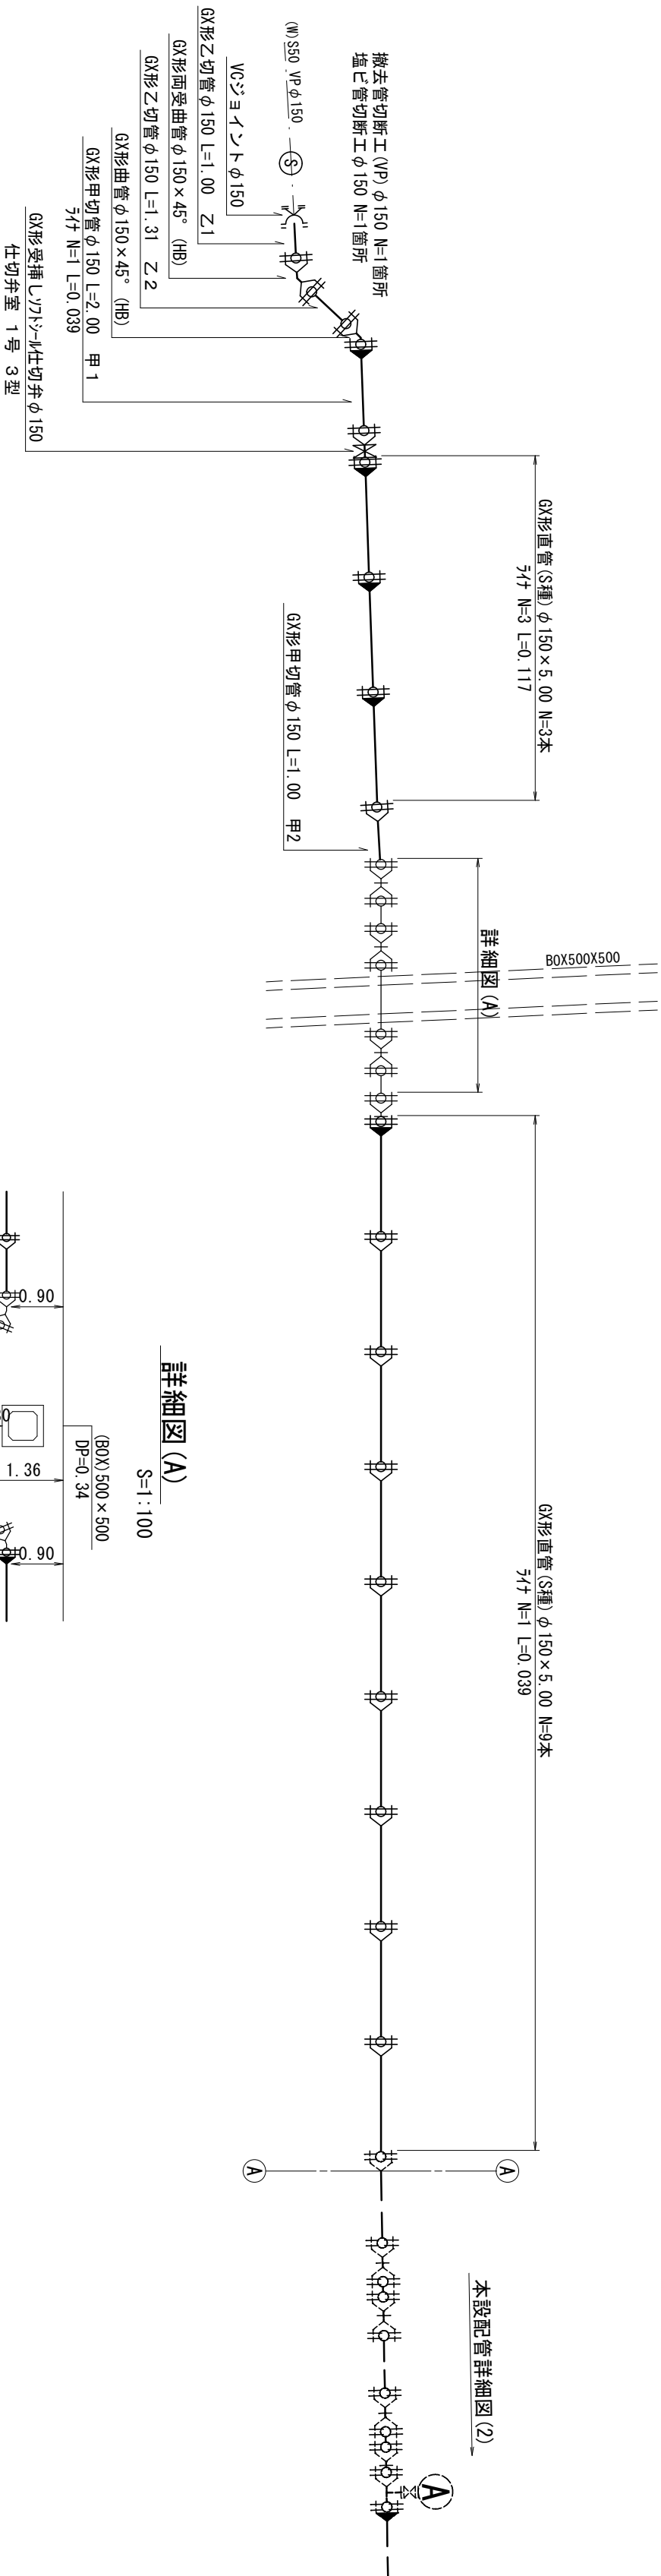 撤去管切断工(VP)φ150 N=1箇所
塩ビ管切断工φ150 N=1箇所
(W)S50．VPφ150．
S
VCジョイントφ150
GX形乙切管φ150 L=1.00 乙1
GX形両受曲管φ150×45° (HB)
GX形乙切管φ150 L=1.31 乙2
GX形曲管φ150×45° (HB)
GX形甲切管φ150 L=2.00 甲1
ﾗｲﾅ N=1 L=0.039
GX形受挿しｿﾌﾄｼｰﾙ仕切弁φ150
仕切弁室 1号 3型
GX形直管(S種)φ150×5.00 N=3本
ﾗｲﾅ N=3 L=0.117
GX形甲切管φ150 L=1.00 甲2
詳細図(A)
BOX500X500
GX形直管(S種)φ150×5.00 N=9本
ﾗｲﾅ N=1 L=0.039
A
A
本設配管詳細図(2)
A
詳細図(A)
S=1:100
(BOX)500×500
DP=0.34
0.90
1.36
0.90